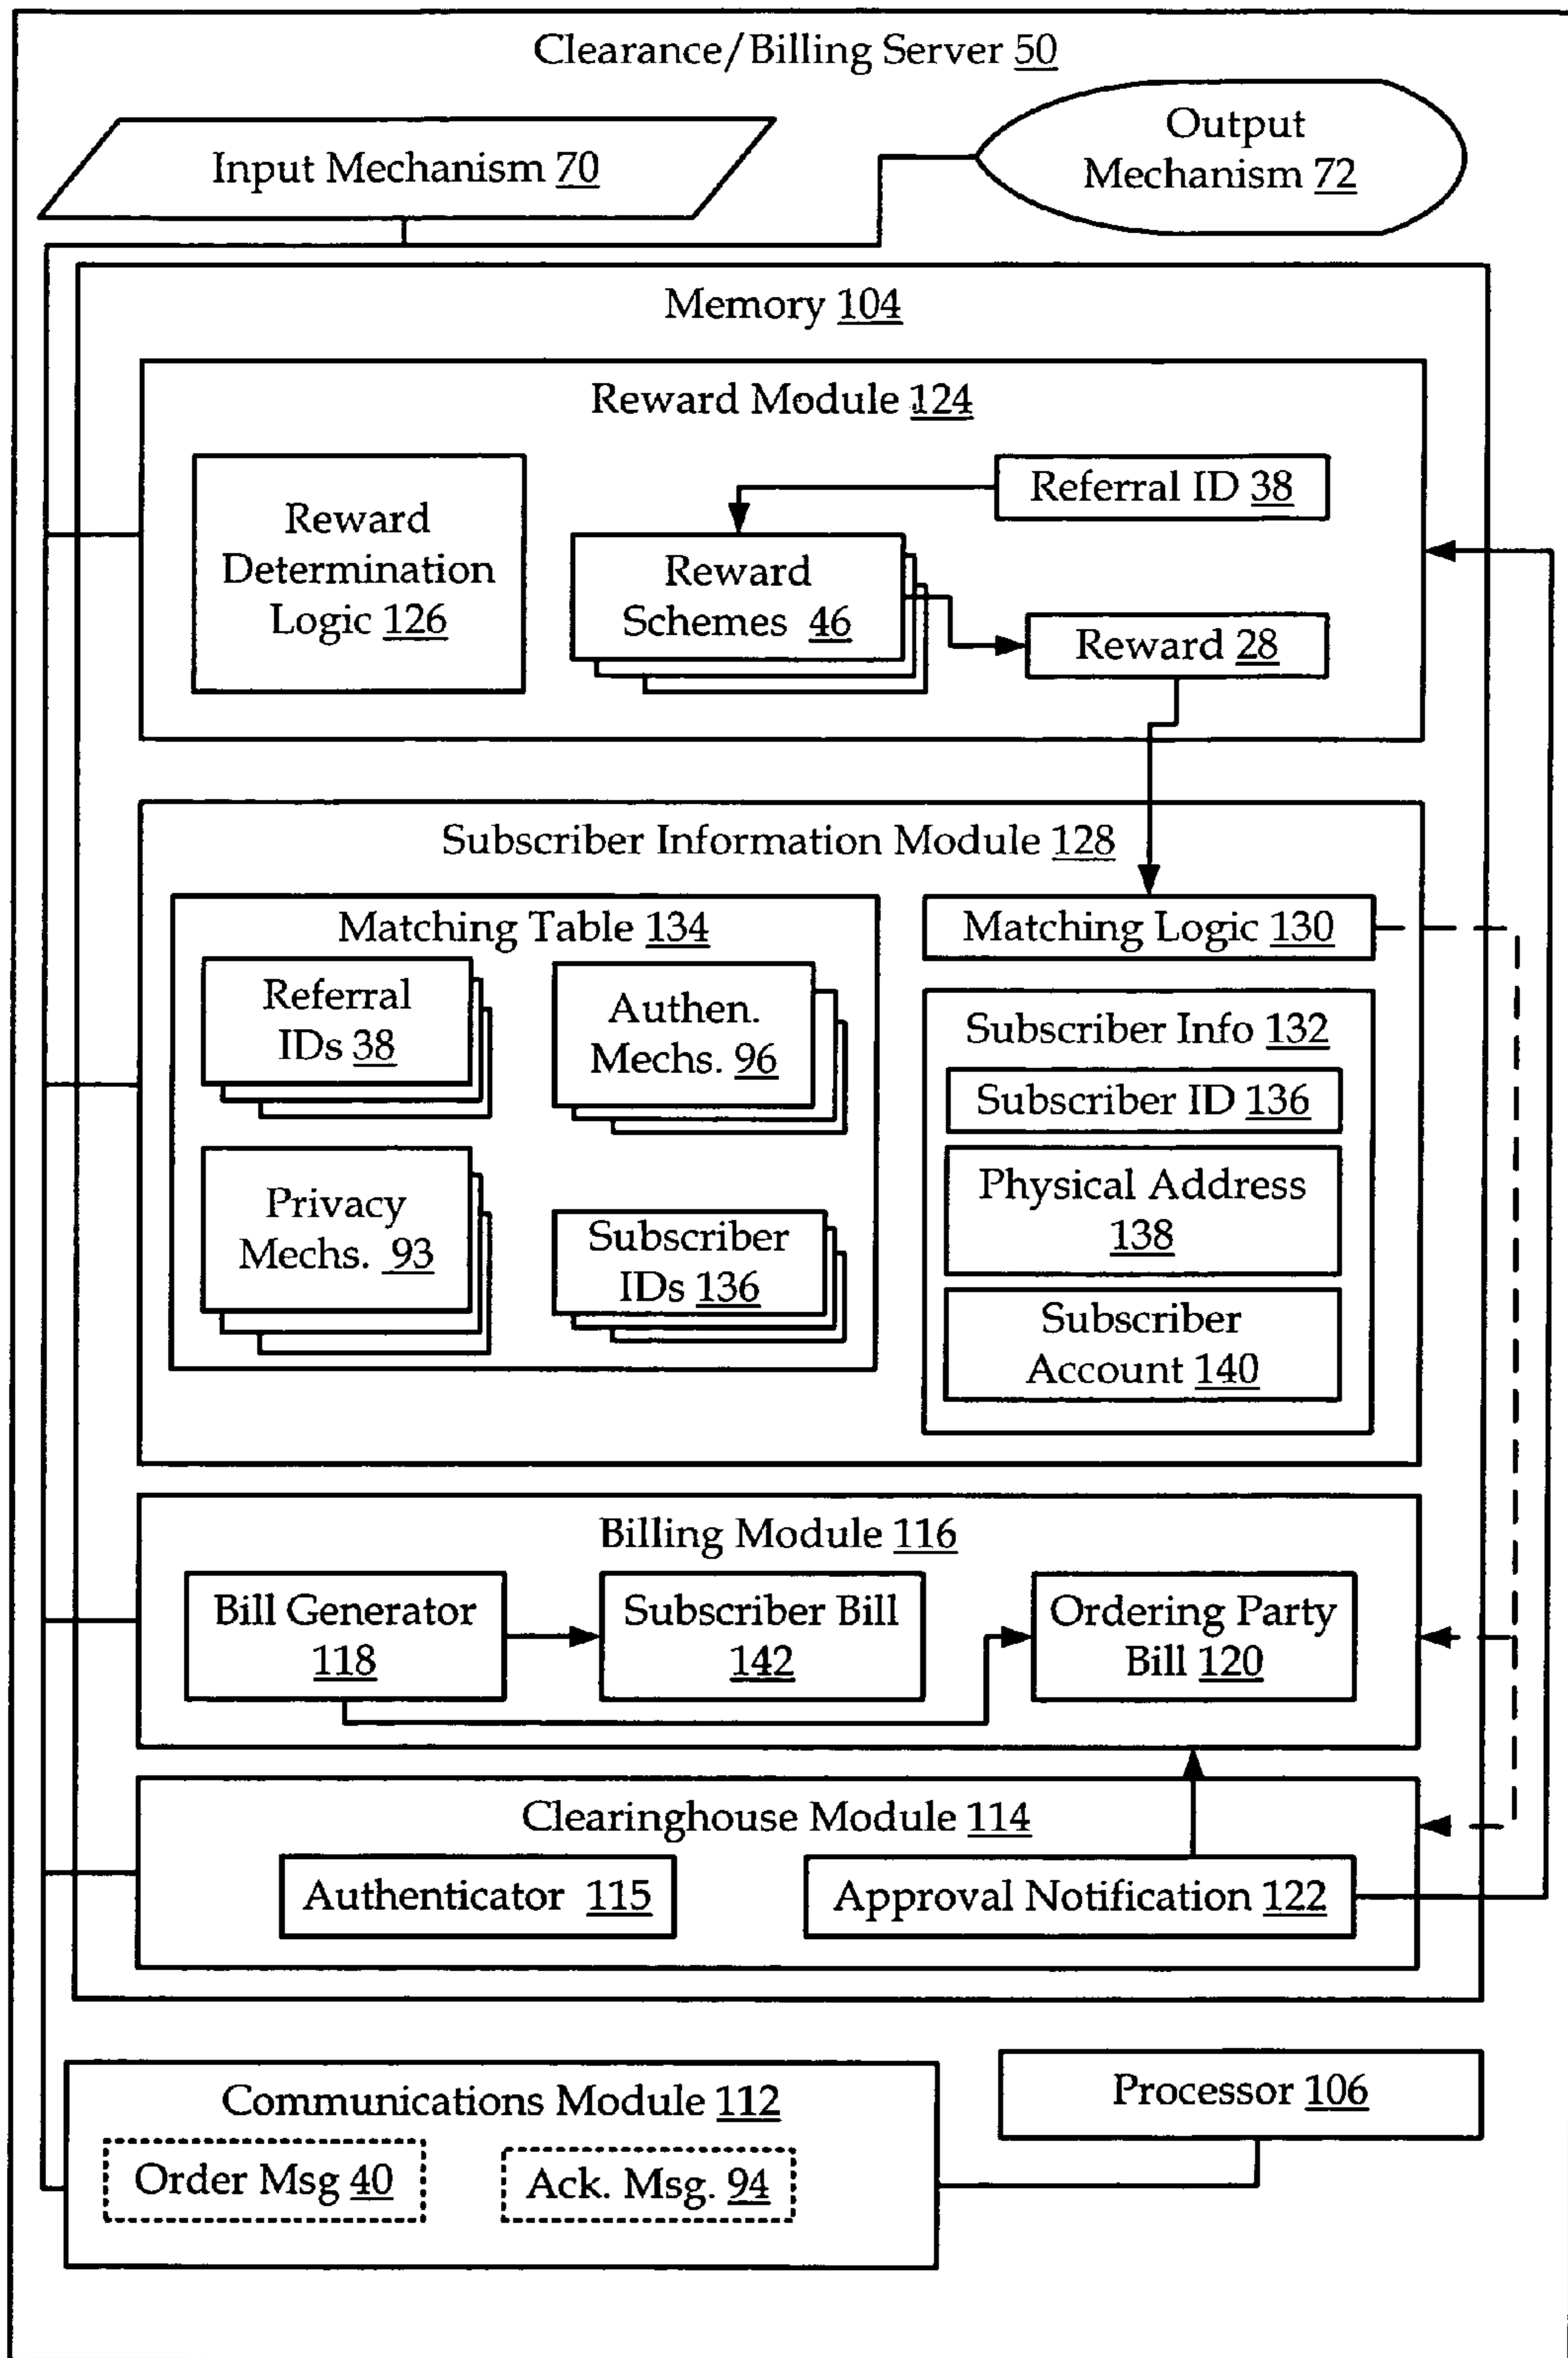 Clearance/Billing Server 50
Input Mechanism 70
Output
Mechanism 72
Memory 104
Reward Module 124
Reward
Determination
Logic 126
Referral ID 38
Reward
Schemes 46
Reward 28
Subscriber Information Module 128
Matching Table 134
Referral
IDs 38
Authen.
Mechs. 96
Privacy
Mechs. 93
Subscriber
IDs 136
Matching Logic 130
Subscriber Info 132
Subscriber ID 136
Physical Address
138
Subscriber
Account 140
Billing Module 116
Bill Generator
118
Subscriber Bill
142
Ordering Party
Bill 120
Clearinghouse Module 114
Authenticator 115
Approval Notification 122
Communications Module 112
Order Msg 40
Ack. Msg. 94
Processor 106